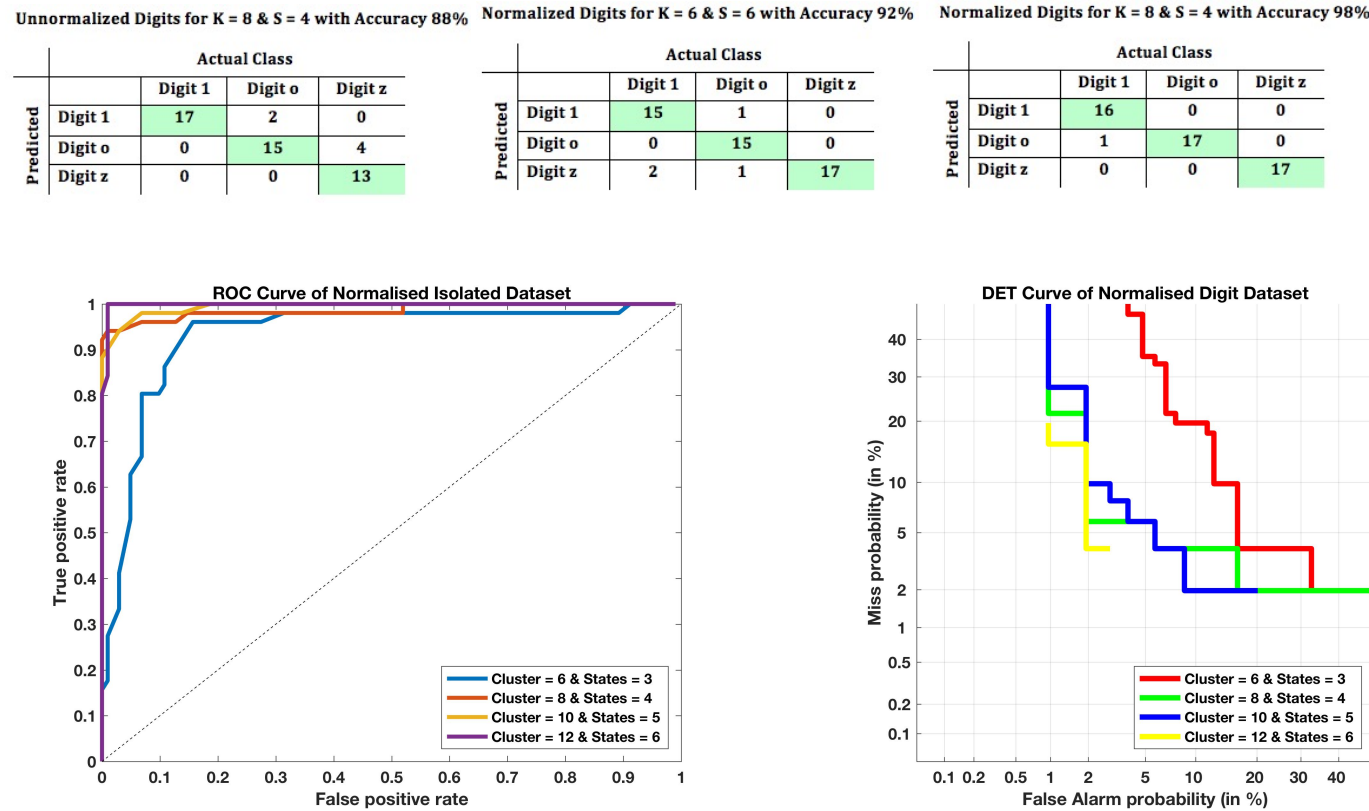 Unnormalized Digits for K = 8 & S = 4 with Accuracy 88%
Actual Class
Digit 1 Digit o Digit z
Predicted
Digit 1 17 2 0
Digit o 0 15 4
Digit z 0 0 13
Normalized Digits for K = 6 & S = 6 with Accuracy 92%
Actual Class
Digit 1 Digit o Digit z
Predicted
Digit 1 15 1 0
Digit o 0 15 0
Digit z 2 1 17
Normalized Digits for K = 8 & S = 4 with Accuracy 98%
Actual Class
Digit 1 Digit o Digit z
Predicted
Digit 1 16 0 0
Digit o 1 17 0
Digit z 0 0 17
ROC Curve of Normalised Isolated Dataset
True positive rate
1
0.9
0.8
0.7
0.6
0.5
0.4
0.3
0.2
0.1
0
0 0.1 0.2 0.3 0.4 0.5 0.6 0.7 0.8 0.9 1
False positive rate
Cluster = 6 & States = 3
Cluster = 8 & States = 4
Cluster = 10 & States = 5
Cluster = 12 & States = 6
DET Curve of Normalised Digit Dataset
Miss probability (in %)
40
30
20
10
5
2
1
0.5
0.2
0.1
0.1 0.2 0.5 1 2 5 10 20 30 40
False Alarm probability (in %)
Cluster = 6 & States = 3
Cluster = 8 & States = 4
Cluster = 10 & States = 5
Cluster = 12 & States = 6